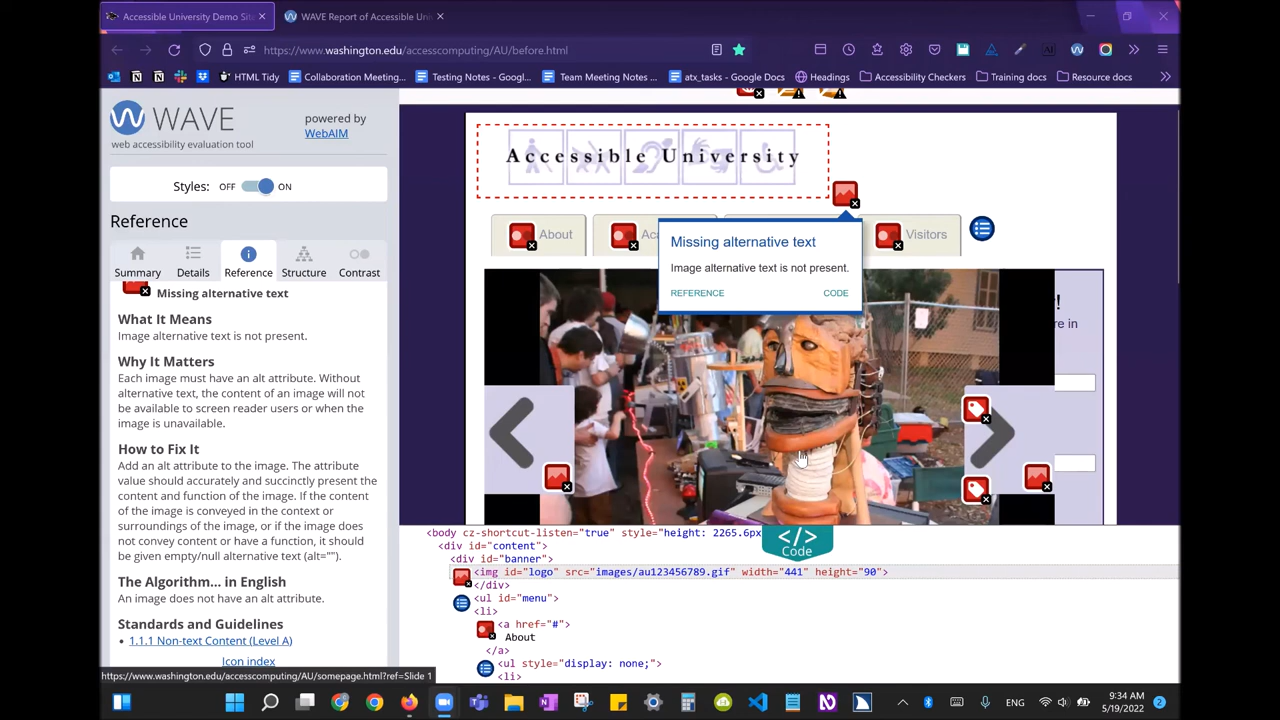 Accessible University Demo Sit
WAVE Report of Accessible Uni
https://www.washington.edu/accesscomputing/AU/before.html
HTML Tidy
Collaboration Meeting...
Testing Notes - Googl...
Team Meeting Notes ...
atx_tasks - Google Docs
Headings
Accessibility Checkers
Training docs
Resource docs
WAVE
web accessibility evaluation tool
powered by
WebAIM
Styles: OFF ON
Reference
Summary
Details
Reference
Structure
Contrast
Missing alternative text
What It Means
Image alternative text is not present.
Why It Matters
Each image must have an alt attribute. Without
alternative text, the content of an image will not
be available to screen reader users or when the
image is unavailable.
How to Fix It
Add an alt attribute to the image. The attribute
value should accurately and succinctly present the
content and function of the image. If the content
of the image is conveyed in the context or
surroundings of the image, or if the image does
not convey content or have a function, it should
be given empty/null alternative text (alt="").
The Algorithm... in English
An image does not have an alt attribute.
Standards and Guidelines
• 1.1.1 Non-text Content (Level A)
Icon index
https://www.washington.edu/accesscomputing/AU/somepage.html?ref=Slide 1
Accessible University
About
Aca
Visitors
Missing alternative text
Image alternative text is not present.
REFERENCE
CODE
!
re in
</>
Code
<body cz-shortcut-listen="true" style="height: 2265.6px
<div id="content">
<div id="banner">
<img id="logo" src="images/au123456789.gif" width="441" height="90">
</div>
<ul id="menu">
<li>
<a href="#">
About
</a>
<ul style="display: none;">
<li>
ENG
9:34 AM
5/19/2022
2